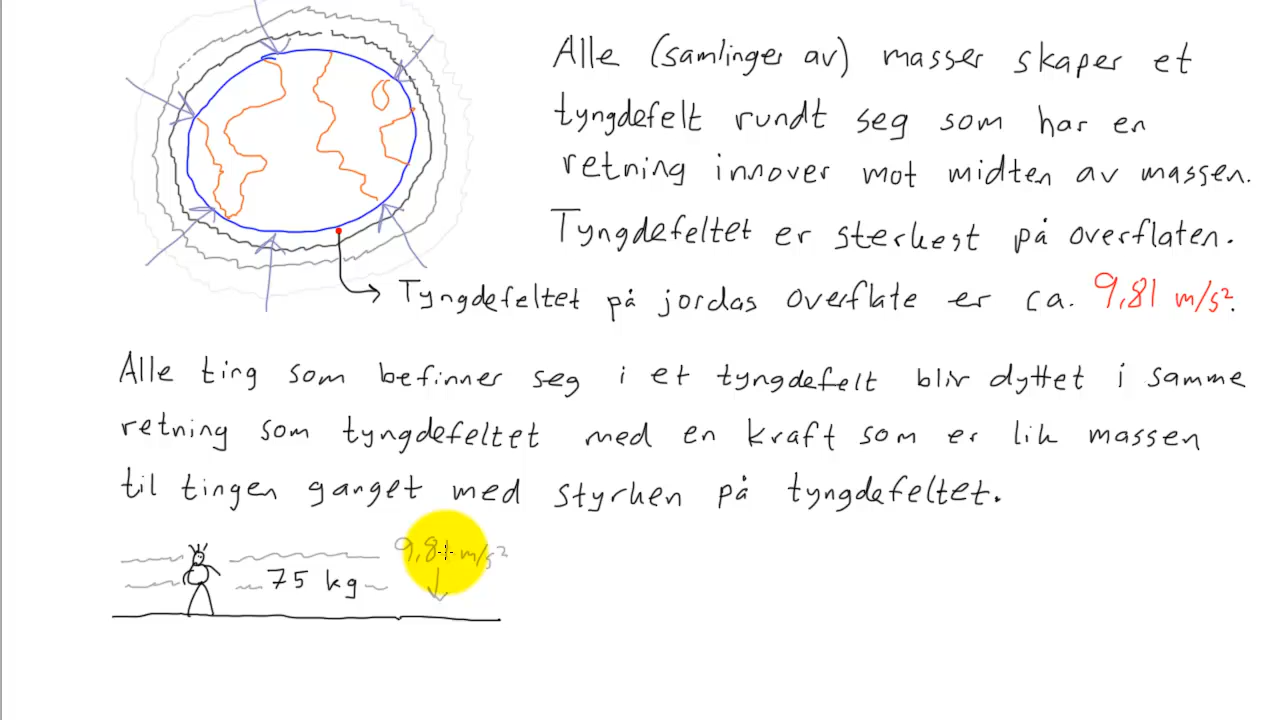 Alle (samlinger av) masser skaper et
tyngdefelt rundt seg som har en
retning innover mot midten av massen.
Tyngdefeltet er sterkest på overflaten.
Tyngdefeltet på jordas overflate er ca. 9,81 m/s².
Alle ting som befinner seg i et tyngdefelt blir dyttet i samme
retning som tyngdefeltet med en kraft som er lik massen
til tingen ganget med styrken på tyngdefeltet.
9,81 m/s²
75 kg